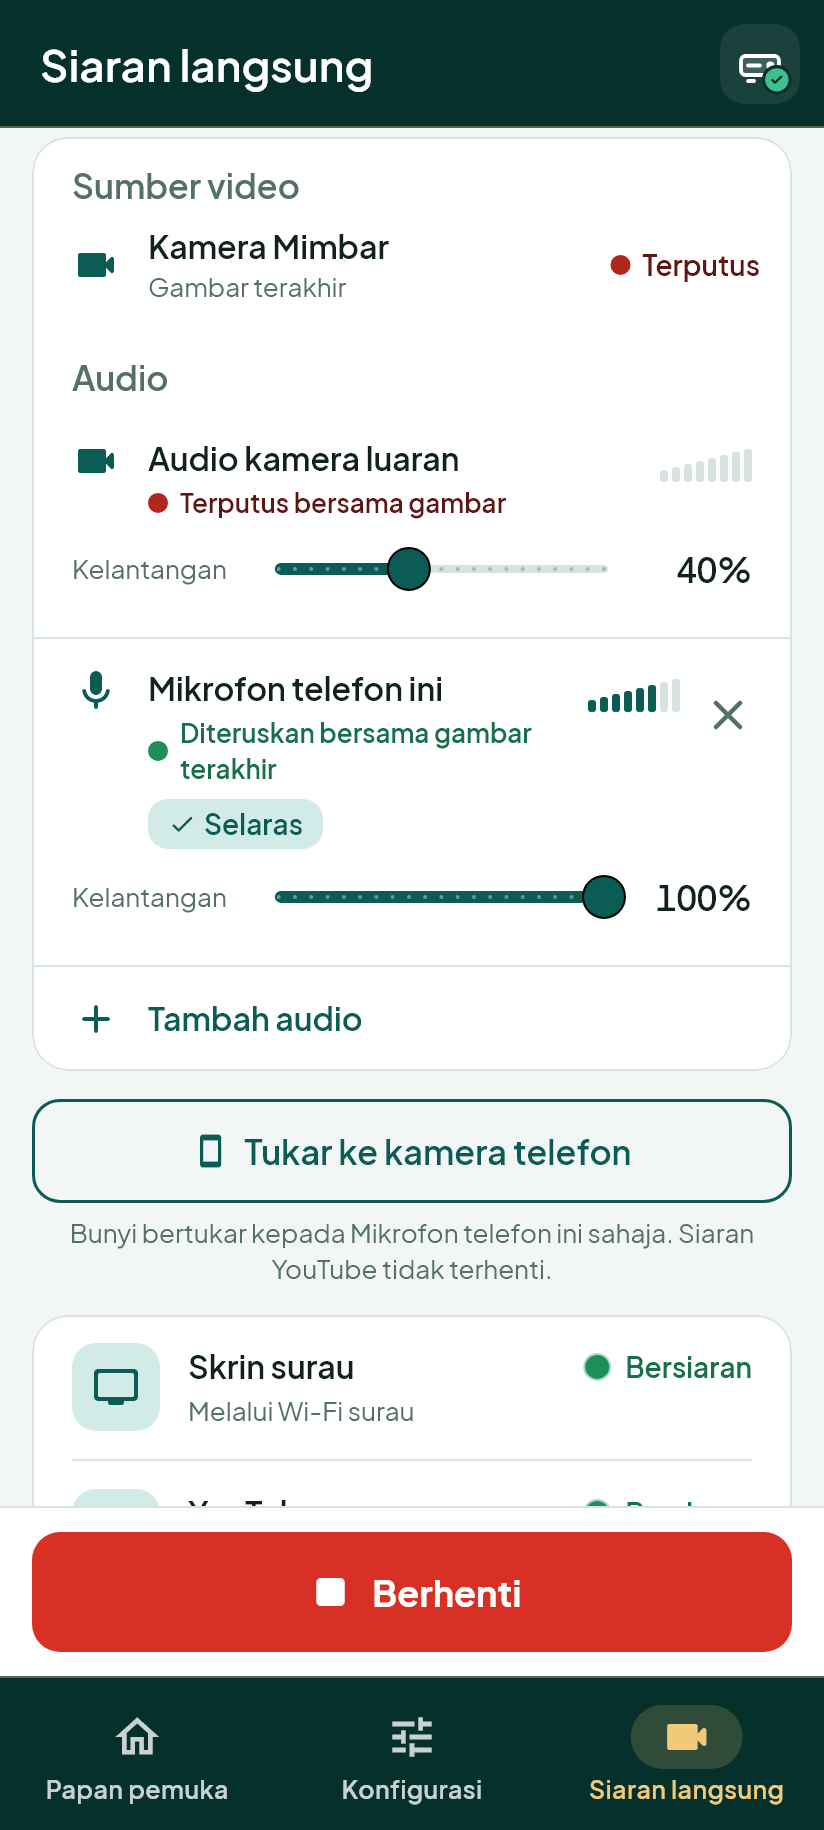 Siaran langsung
Sumber video
Kamera Mimbar
Gambar terakhir
Terputus
Audio
Audio kamera luaran
Terputus bersama gambar
Kelantangan
40%
Mikrofon telefon ini
Diteruskan bersama gambar
terakhir
Selaras
Kelantangan
100%
Tambah audio
Tukar ke kamera telefon
Bunyi bertukar kepada Mikrofon telefon ini sahaja. Siaran
YouTube tidak terhenti.
Skrin surau
Bersiaran
Melalui Wi-Fi surau
Berhenti
Papan pemuka
Konfigurasi
Siaran langsung